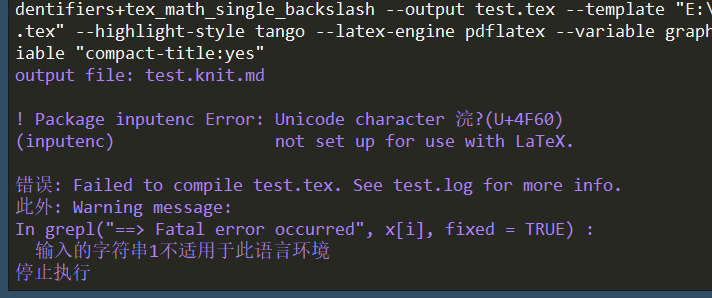 dentifiers+tex_math_single_backslash --output test.tex --template "E:\
.tex" --highlight-style tango --latex-engine pdflatex --variable graph
iable "compact-title:yes"
output file: test.knit.md
! Package inputenc Error: Unicode character 浣?(U+4F60)
(inputenc)                not set up for use with LaTeX.
错误: Failed to compile test.tex. See test.log for more info.
此外: Warning message:
In grepl("==> Fatal error occurred", x[i], fixed = TRUE) :
  输入的字符串1不适用于此语言环境
停止执行